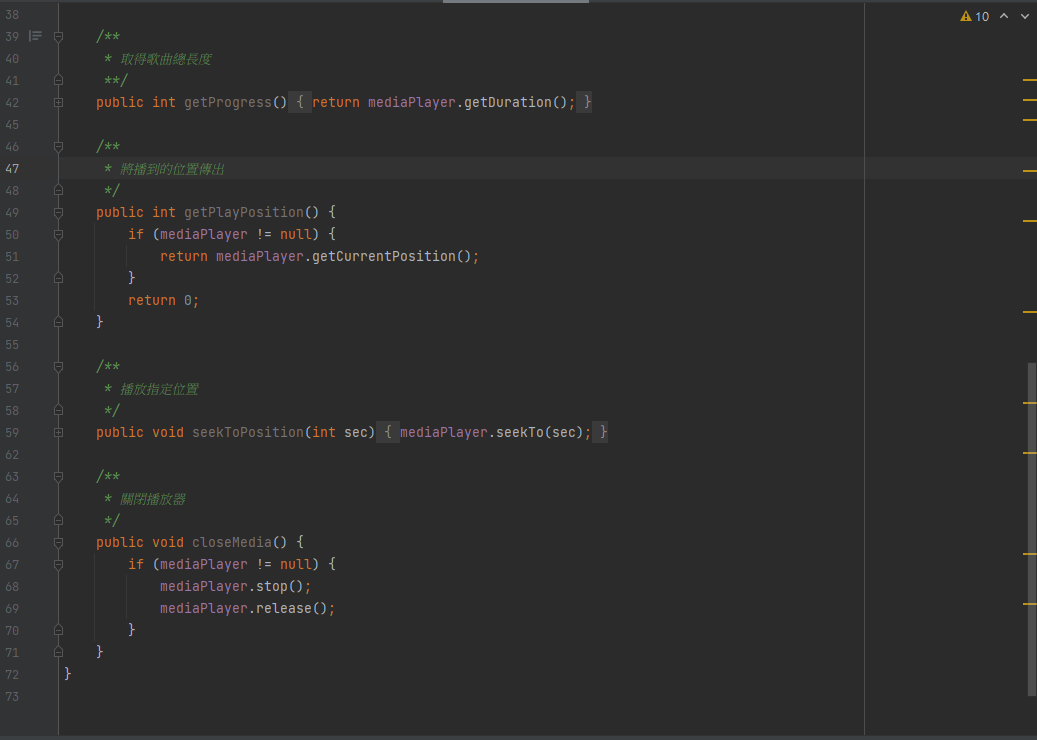 10
38
39 /**
40 * 取得歌曲總長度
41 **/
42 public int getProgress() { return mediaPlayer.getDuration(); }
45
46 /**
47 * 將播到的位置傳出
48 */
49 public int getPlayPosition() {
50 if (mediaPlayer != null) {
51 return mediaPlayer.getCurrentPosition();
52 }
53 return 0;
54 }
55
56 /**
57 * 播放指定位置
58 */
59 public void seekToPosition(int sec) { mediaPlayer.seekTo(sec); }
62
63 /**
64 * 關閉播放器
65 */
66 public void closeMedia() {
67 if (mediaPlayer != null) {
68 mediaPlayer.stop();
69 mediaPlayer.release();
70 }
71 }
72 }
73